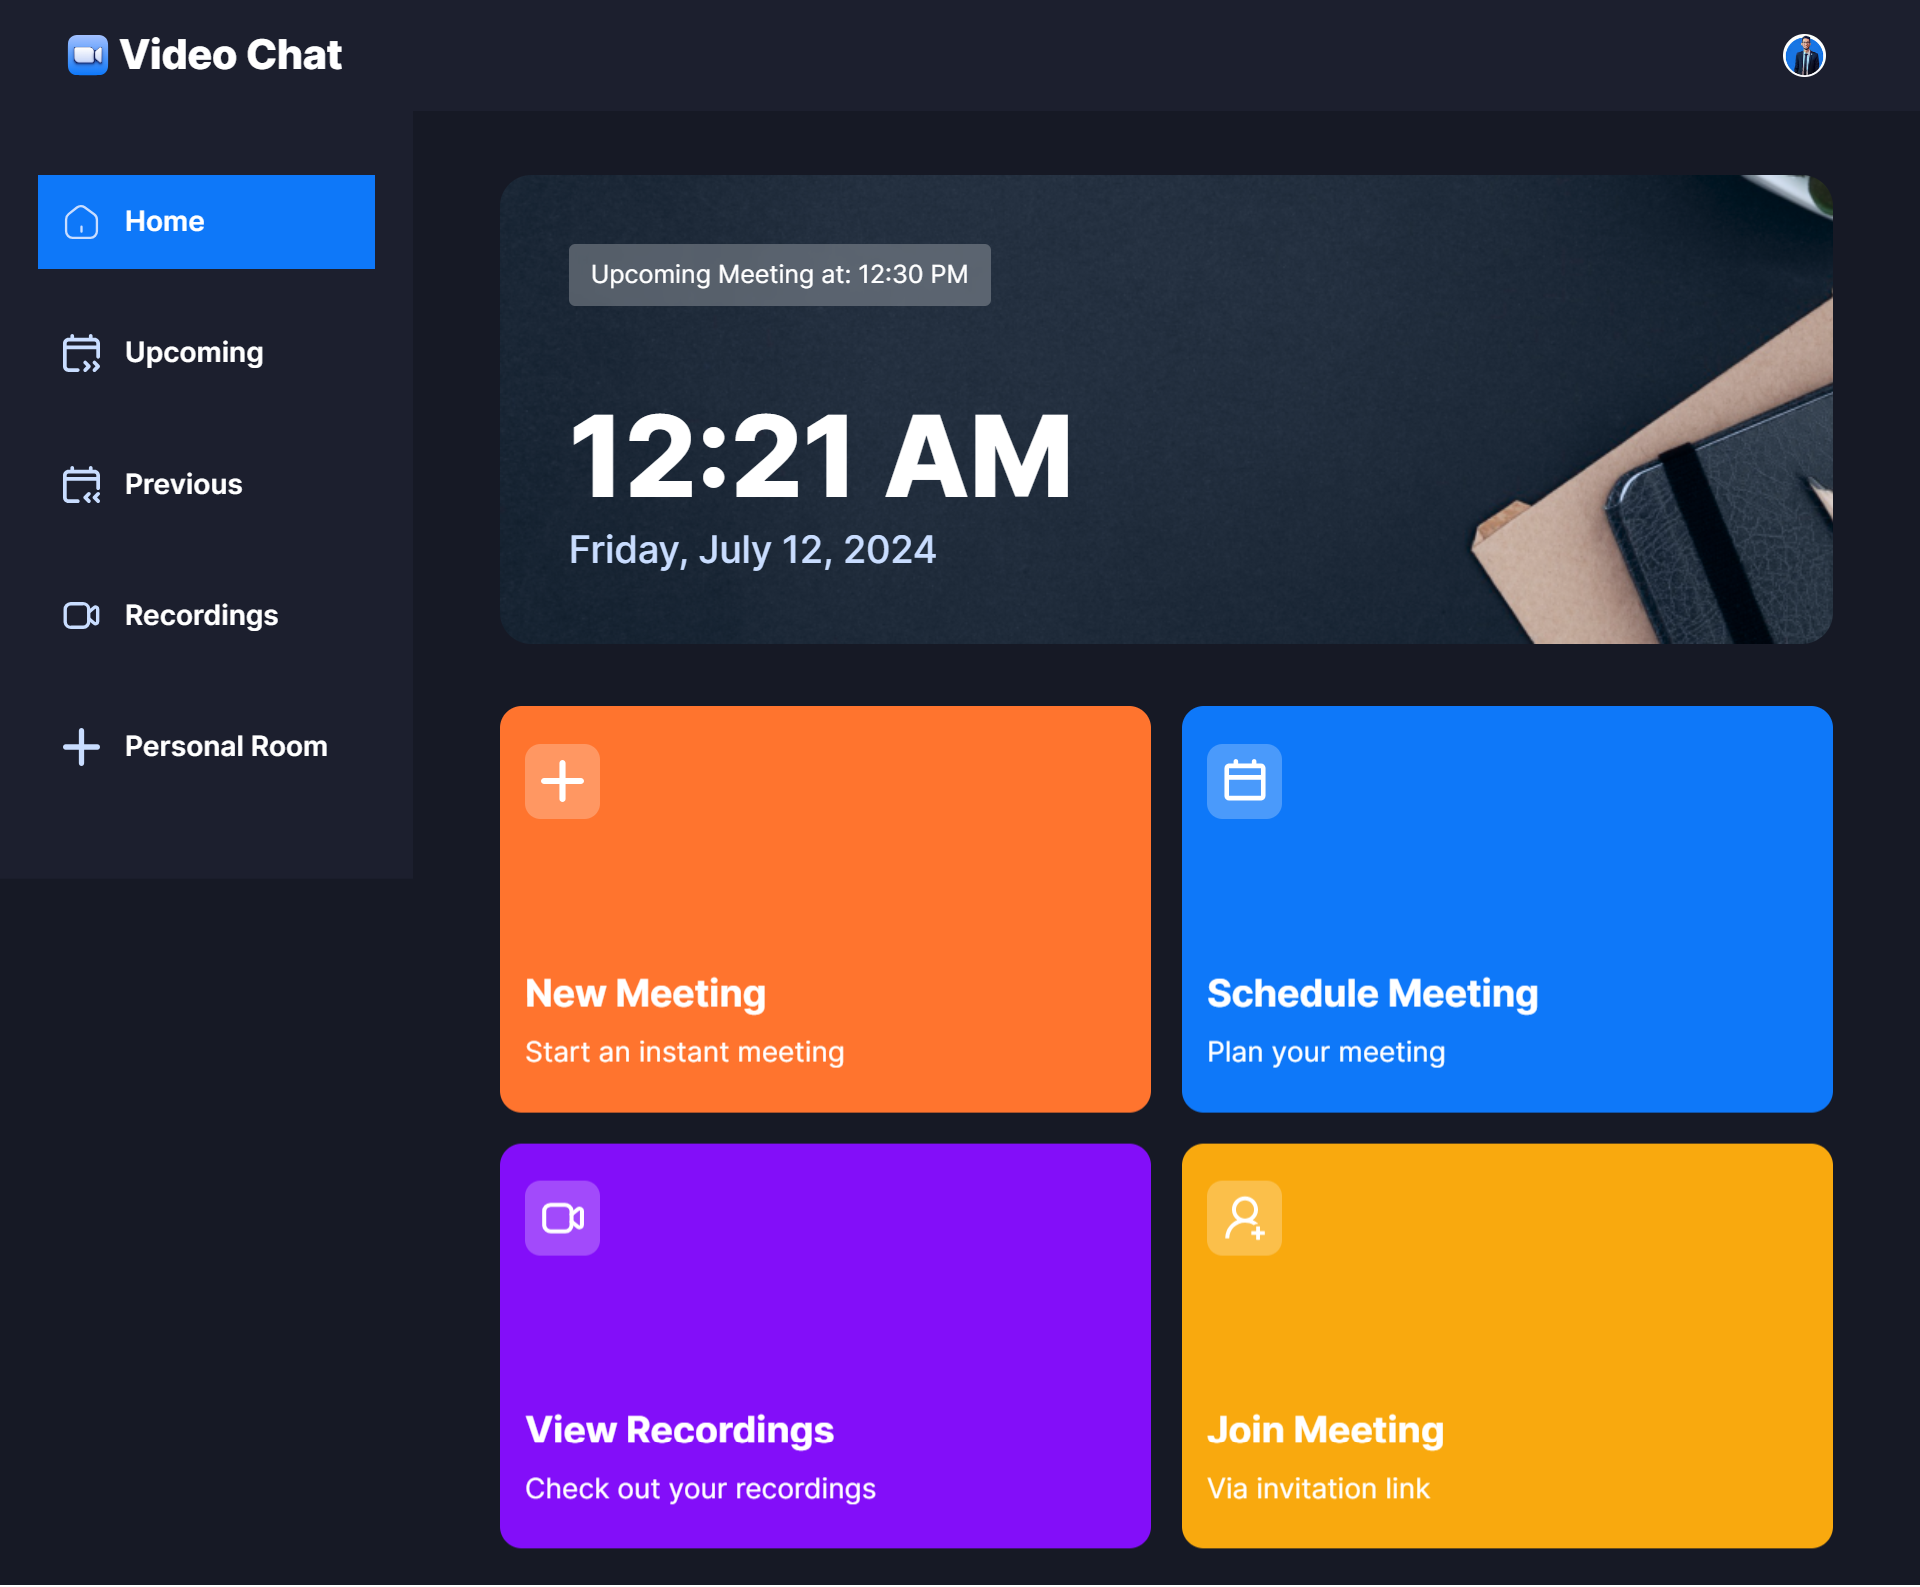 Video Chat
Home
Upcoming
Previous
Recordings
Personal Room
Upcoming Meeting at: 12:30 PM
12:21 AM
Friday, July 12, 2024
New Meeting
Start an instant meeting
Schedule Meeting
Plan your meeting
View Recordings
Check out your recordings
Join Meeting
Via invitation link